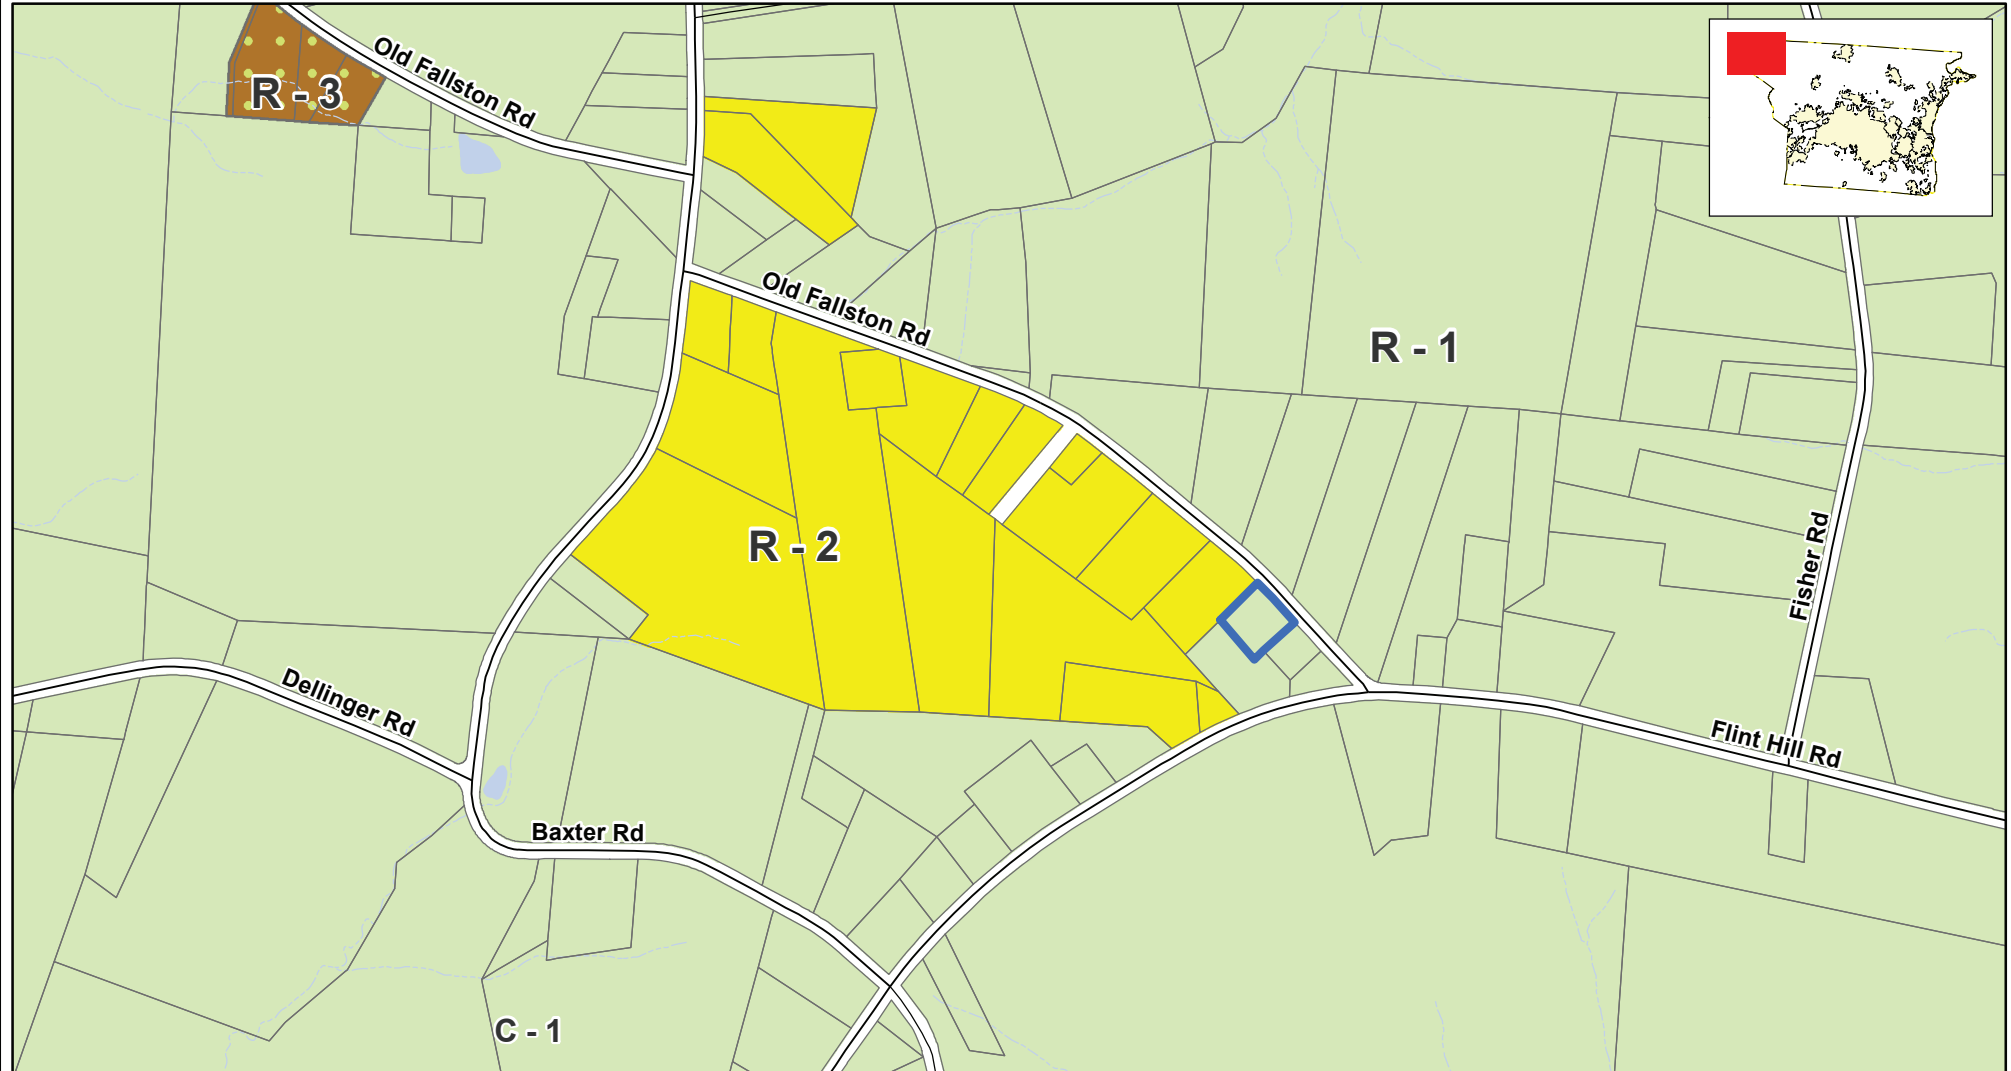 Old Fallston Rd
R - 3
Old Fallston Rd
R - 1
R - 2
Fisher Rd
Dellinger Rd
Flint Hill Rd
Baxter Rd
C - 1